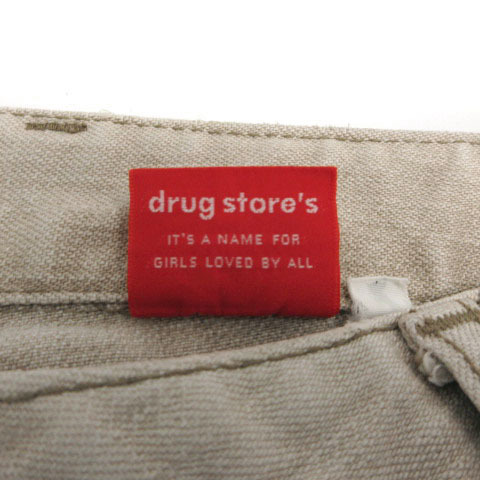 drug store's
IT'S A NAME FOR
GIRLS LOVED BY ALL